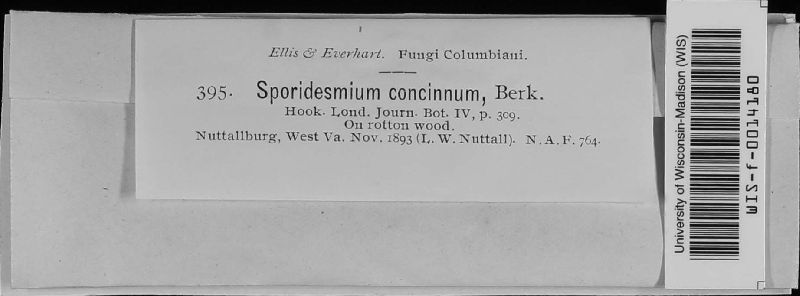 Ellis & Everhart. Fungi Columbiani.
395. Sporidesmium concinnum, Berk.
Hook. Lond. Journ. Bot. IV, p. 309.
On rotton wood.
Nuttallburg, West Va. Nov. 1893 (L. W. Nuttall). N. A. F. 764.
University of Wisconsin-Madison (WIS)
WIS-f-0014180